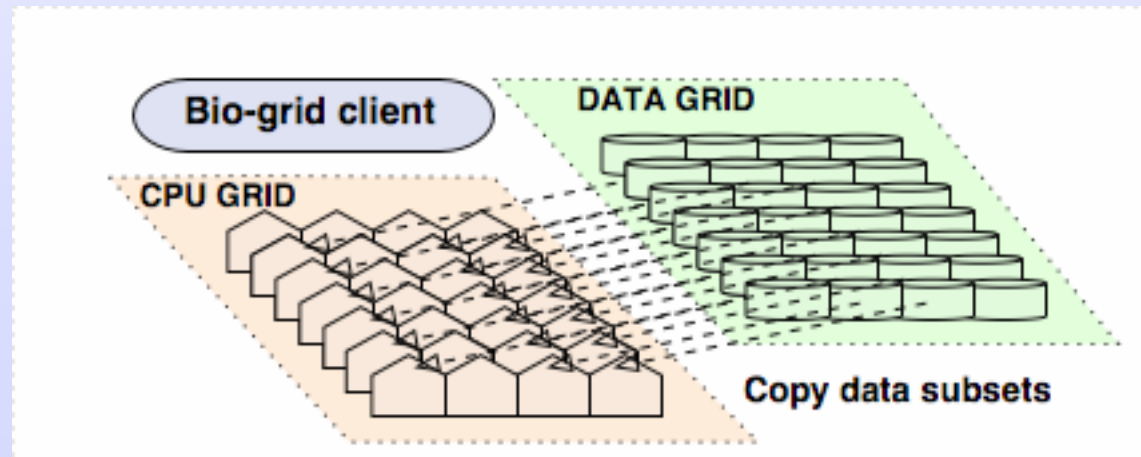 Bio-grid client
DATA GRID
CPU GRID
Copy data subsets